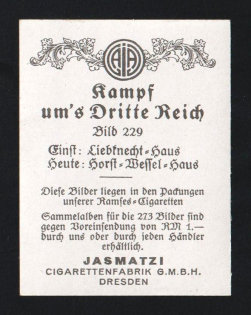 AJA
Kampf
um's Dritte Reich
Bild 229
Einst: Liebknecht-Haus
Heute: Horst-Wessel-Haus
Diese Bilder liegen in den Packungen
unserer Ramses-Cigaretten
Sammelalben für die 273 Bilder sind
gegen Voreinsendung von RM 1.—
durch uns oder durch jeden Händler
erhältlich.
JASMATZI
CIGARETTENFABRIK G.M.B.H.
DRESDEN